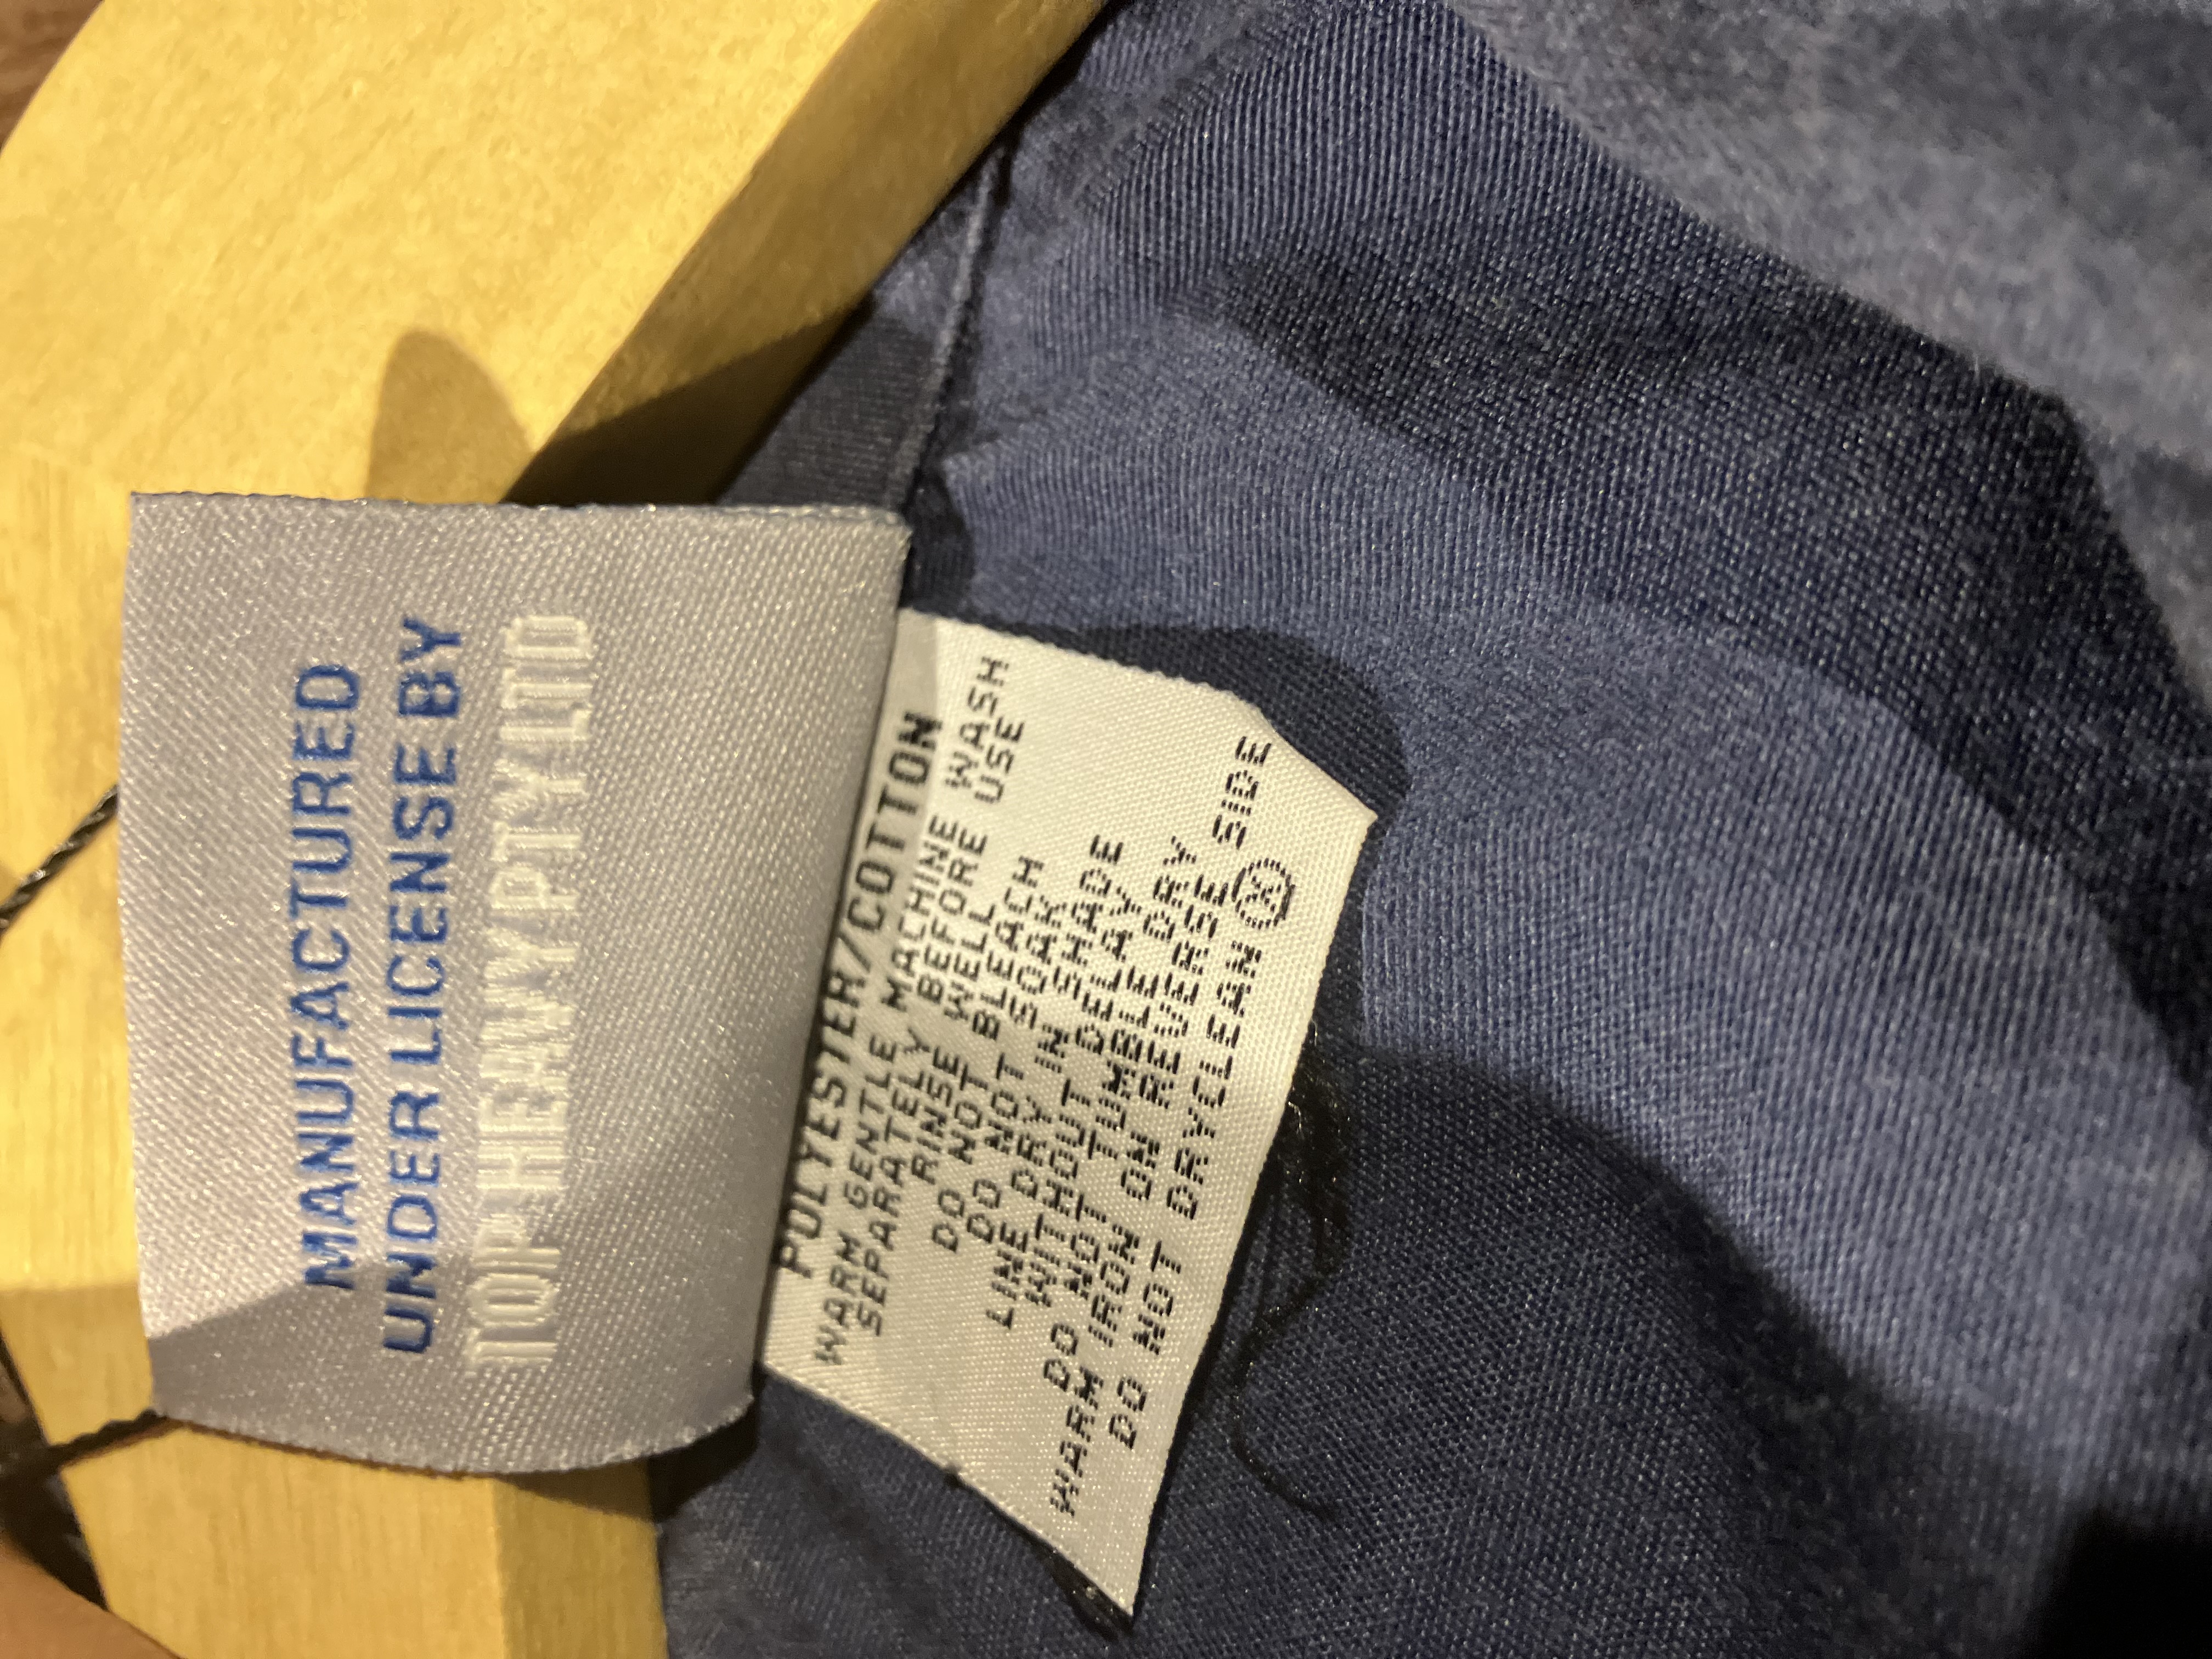 MANUFACTURED
UNDER LICENSE BY
TOP HEAVY PTY LTD
POLYESTER/COTTON
WARM GENTLE MACHINE WASH
SEPARATELY BEFORE USE
RINSE WELL
DO NOT BLEACH
DO NOT SOAK
LINE DRY IN SHADE
WITHOUT DELAY
DO NOT TUMBLE DRY
WARM IRON ON REVERSE SIDE
DO NOT DRYCLEAN